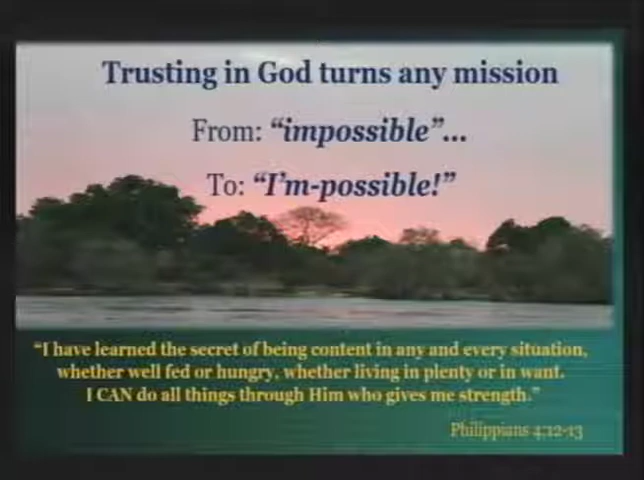 Trusting in God turns any mission
From: “impossible”...
To: “I’m-possible!”
“I have learned the secret of being content in any and every situation,
whether well fed or hungry, whether living in plenty or in want.
I CAN do all things through Him who gives me strength.”
Philippians 4:12-13